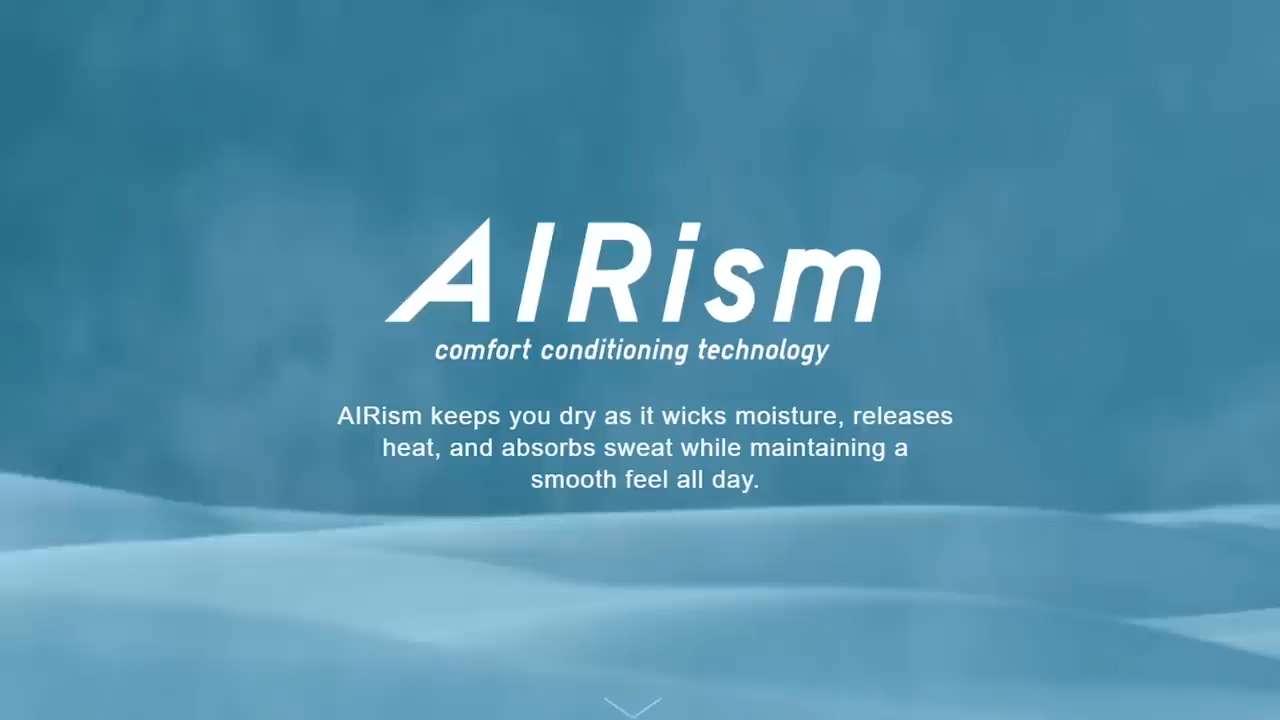 AIRism
comfort conditioning technology
AIRism keeps you dry as it wicks moisture, releases
heat, and absorbs sweat while maintaining a
smooth feel all day.